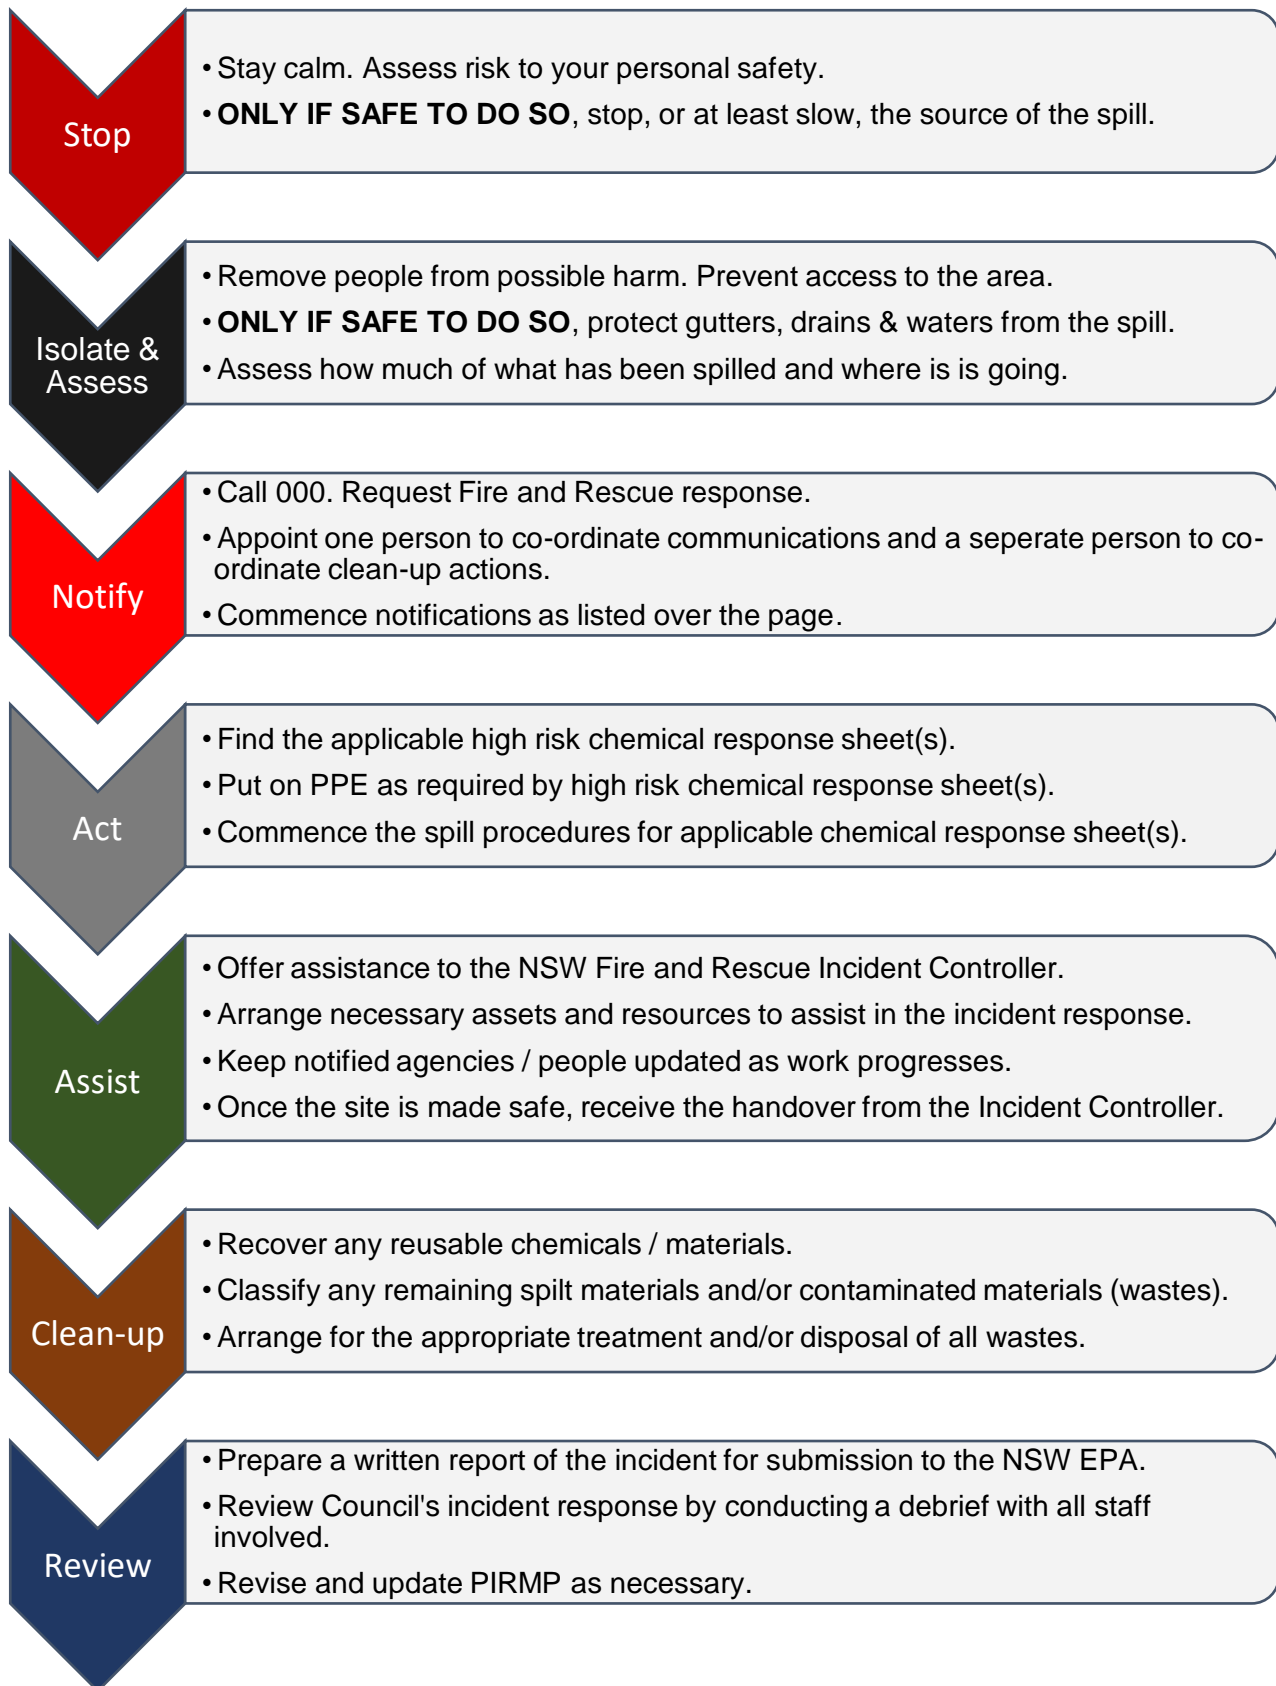 Stop
• Stay calm. Assess risk to your personal safety.
• ONLY IF SAFE TO DO SO, stop, or at least slow, the source of the spill.
Isolate &
Assess
• Remove people from possible harm. Prevent access to the area.
• ONLY IF SAFE TO DO SO, protect gutters, drains & waters from the spill.
• Assess how much of what has been spilled and where is is going.
Notify
• Call 000. Request Fire and Rescue response.
• Appoint one person to co-ordinate communications and a seperate person to co-
ordinate clean-up actions.
• Commence notifications as listed over the page.
Act
• Find the applicable high risk chemical response sheet(s).
• Put on PPE as required by high risk chemical response sheet(s).
• Commence the spill procedures for applicable chemical response sheet(s).
Assist
• Offer assistance to the NSW Fire and Rescue Incident Controller.
• Arrange necessary assets and resources to assist in the incident response.
• Keep notified agencies / people updated as work progresses.
• Once the site is made safe, receive the handover from the Incident Controller.
Clean-up
• Recover any reusable chemicals / materials.
• Classify any remaining spilt materials and/or contaminated materials (wastes).
• Arrange for the appropriate treatment and/or disposal of all wastes.
Review
• Prepare a written report of the incident for submission to the NSW EPA.
• Review Council's incident response by conducting a debrief with all staff
involved.
• Revise and update PIRMP as necessary.